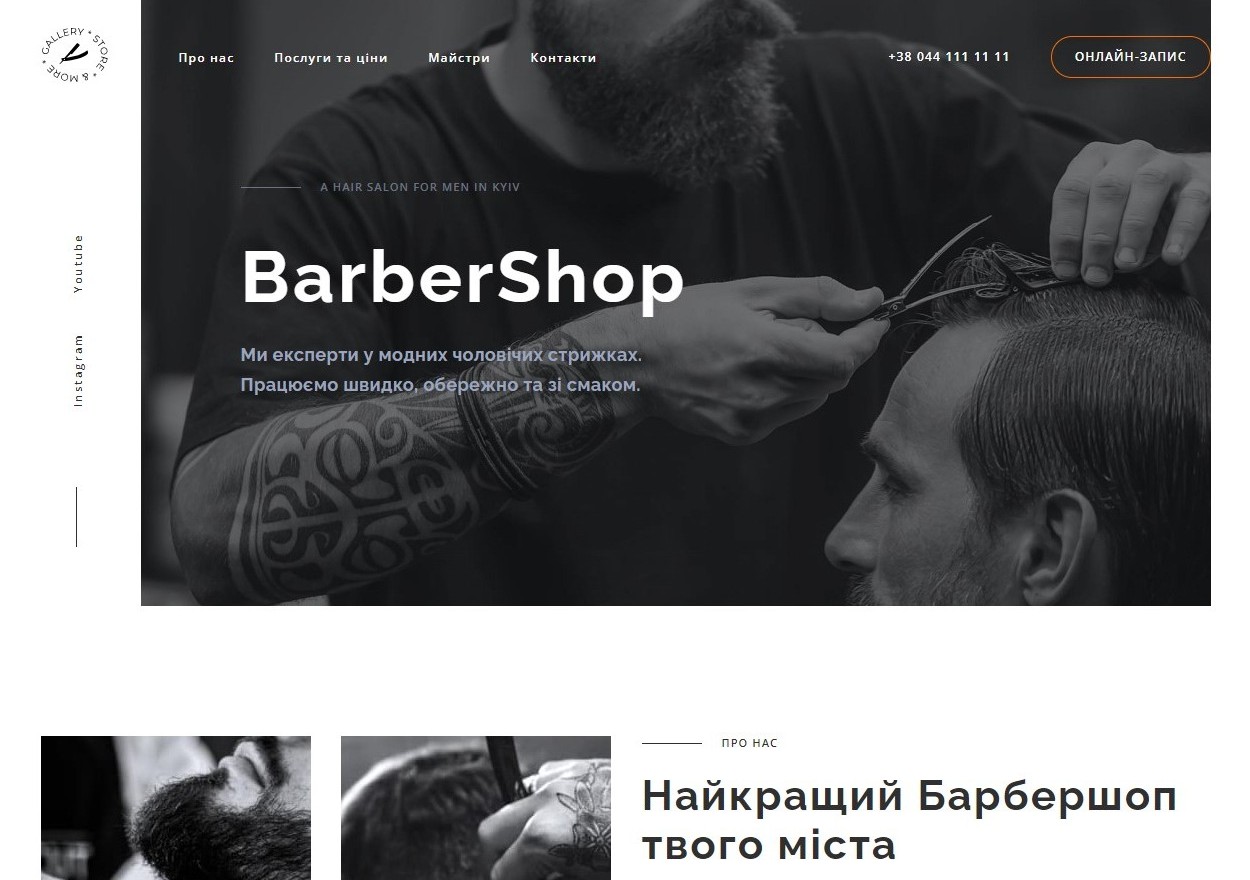 GALLERY * STORE * & MORE *
Про нас
Послуги та ціни
Майстри
Контакти
+38 044 111 11 11
ОНЛАЙН-ЗАПИС
A HAIR SALON FOR MEN IN KYIV
Youtube
BarberShop
Instagram
Ми експерти у модних чоловічих стрижках.
Працюємо швидко, обережно та зі смаком.
ПРО НАС
Найкращий Барбершоп
твого міста